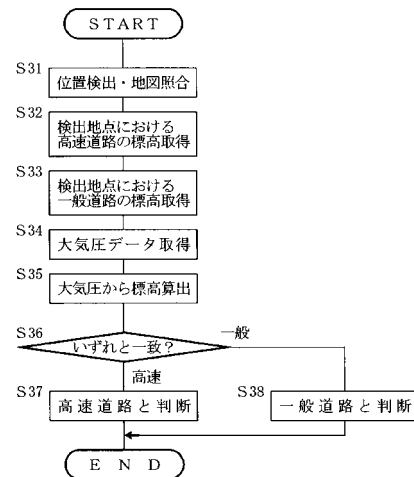 START
S31
位置検出・地図照合
S32
検出地点における
高速道路の標高取得
S33
検出地点における
一般道路の標高取得
S34
大気圧データ取得
S35
大気圧から標高算出
S36
いずれと一致？
一般
高速
S37
高速道路と判断
S38
一般道路と判断
END